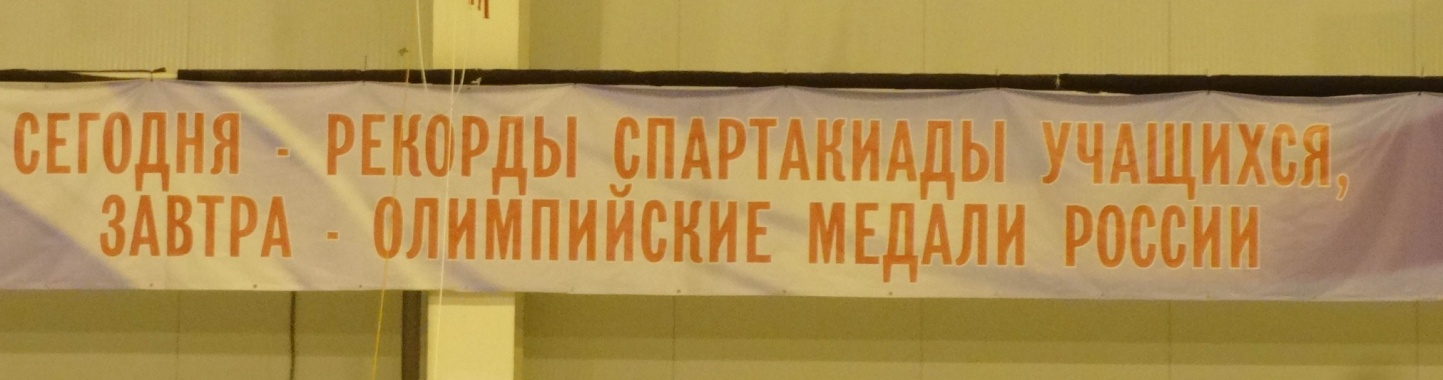 СЕГОДНЯ - РЕКОРДЫ СПАРТАКИАДЫ УЧАЩИХСЯ,
ЗАВТРА - ОЛИМПИЙСКИЕ МЕДАЛИ РОССИИ